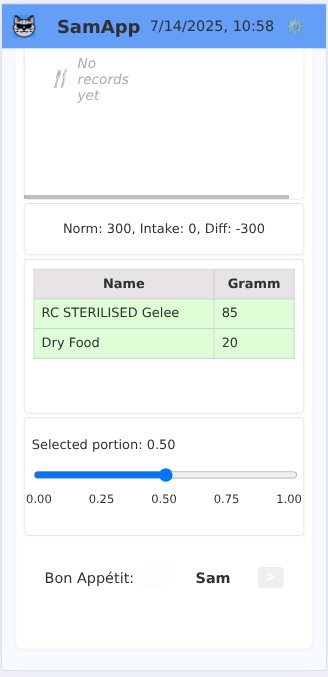 SamApp 7/14/2025, 10:58
No
records
yet
Norm: 300, Intake: 0, Diff: -300
Name Gramm
RC STERILISED Gelee 85
Dry Food 20
Selected portion: 0.50
0.00 0.25 0.50 0.75 1.00
Bon Appétit: Sam >